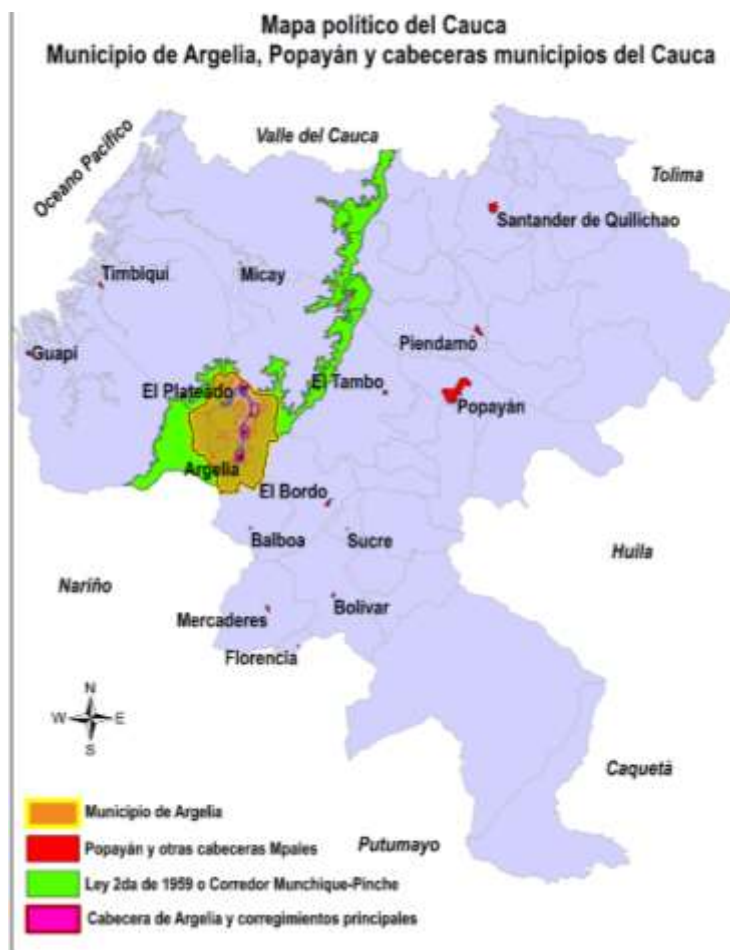 Mapa político del Cauca
Municipio de Argelia, Popayán y cabeceras municipios del Cauca
Valle del Cauca
Oceano Pacífico
Tolima
Santander de Quilichao
Timbiquí
Micay
Piendamó
Guapi
El Plateado
El Tambo
Popayán
Argelia
El Bordo
Balboa
Sucre
Huila
Nariño
Bolívar
Mercaderes
Florencia
N
W
E
S
Caquetá
Putumayo
Municipio de Argelia
Popayán y otras cabeceras Mpales
Ley 2da de 1959 o Corredor Munchique-Pinche
Cabecera de Argelia y corregimientos principales